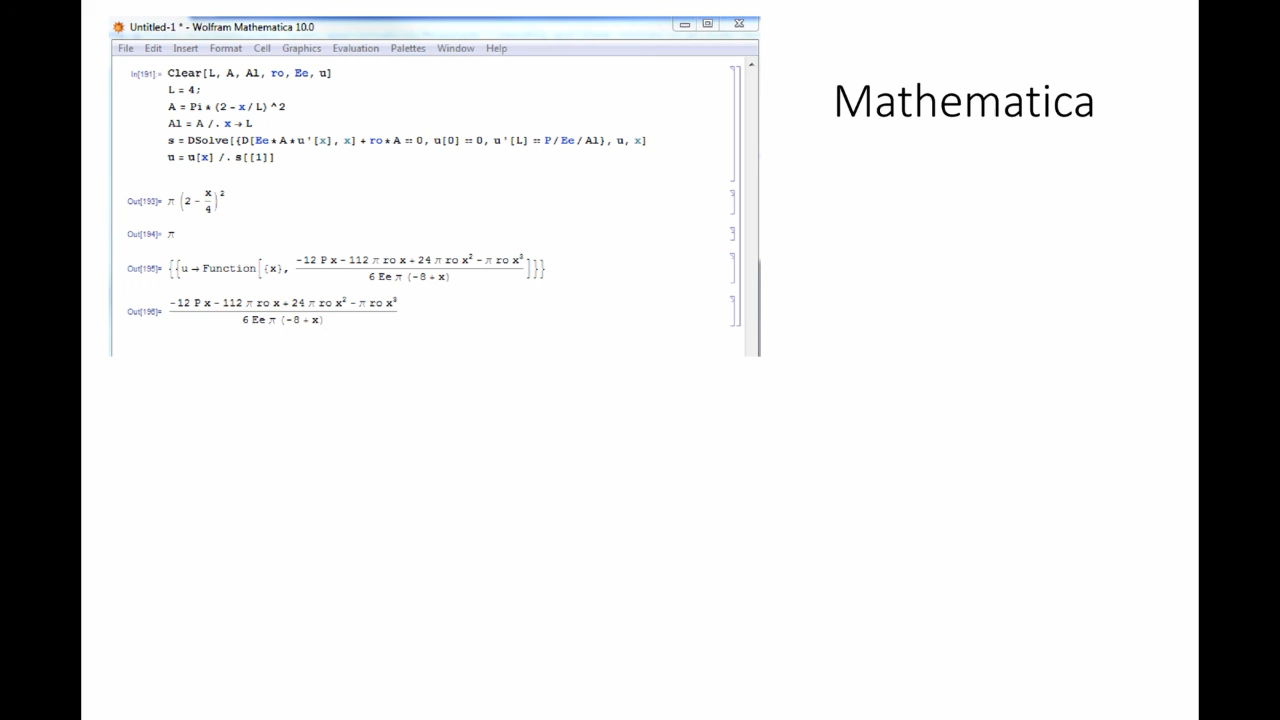 Untitled-1 * - Wolfram Mathematica 10.0
File Edit Insert Format Cell Graphics Evaluation Palettes Window Help
Mathematica
In[191]:= Clear[L, A, Al, ro, Ee, u]
L = 4;
A = Pi * (2 - x / L) ^ 2
Al = A /. x → L
s = DSolve[{D[Ee * A * u '[x], x] + ro * A == 0, u[0] == 0, u '[L] == P / Ee / Al}, u, x]
u = u[x] /. s[[1]]
Out[193]= π (2 - x/4)^2
Out[194]= π
Out[195]= {{u → Function[{x}, (-12 P x - 112 π ro x + 24 π ro x^2 - π ro x^3) / (6 Ee π (-8 + x))]}}
Out[196]= (-12 P x - 112 π ro x + 24 π ro x^2 - π ro x^3) / (6 Ee π (-8 + x))